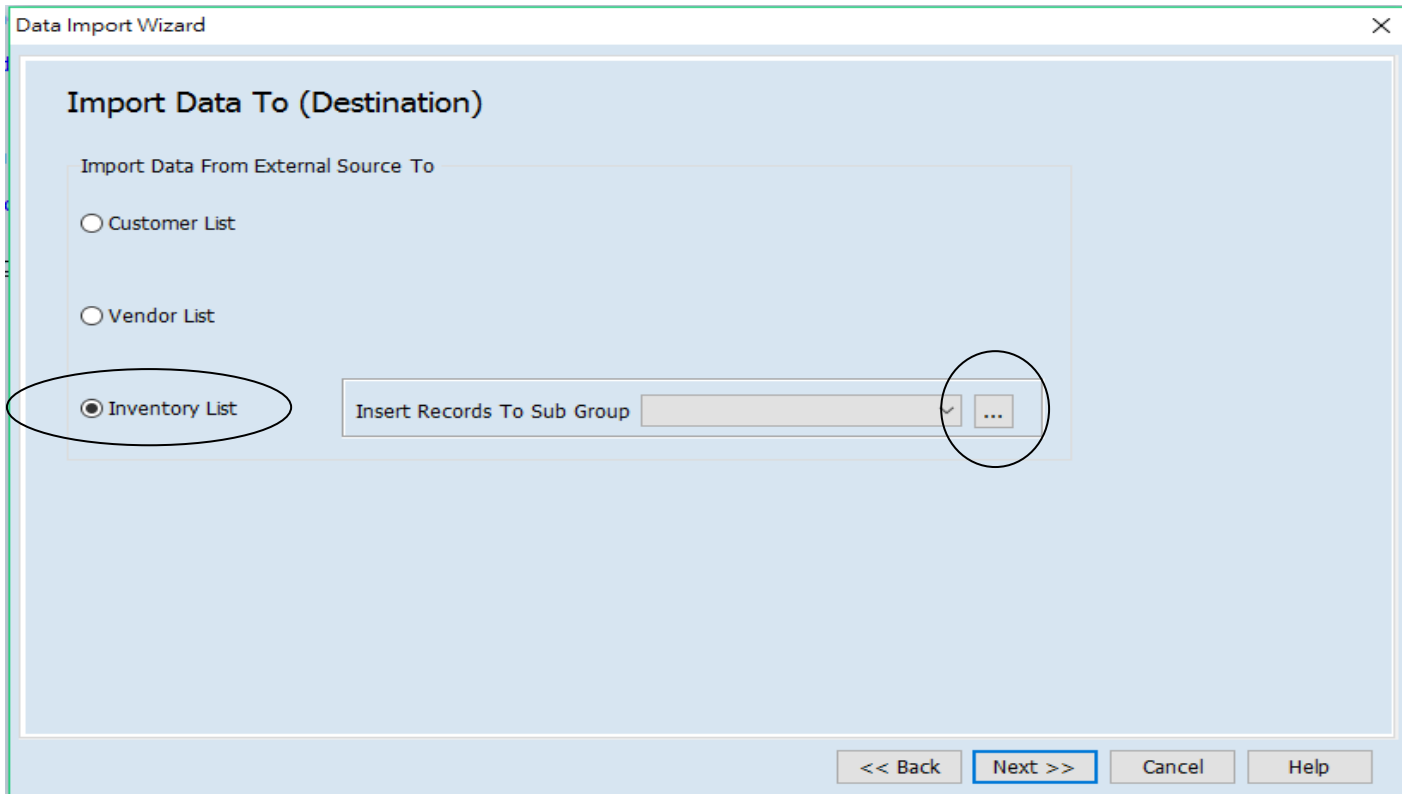 Data Import Wizard
Import Data To (Destination)
Import Data From External Source To
Customer List
Vendor List
Inventory List
Insert Records To Sub Group
...
<< Back Next >> Cancel Help